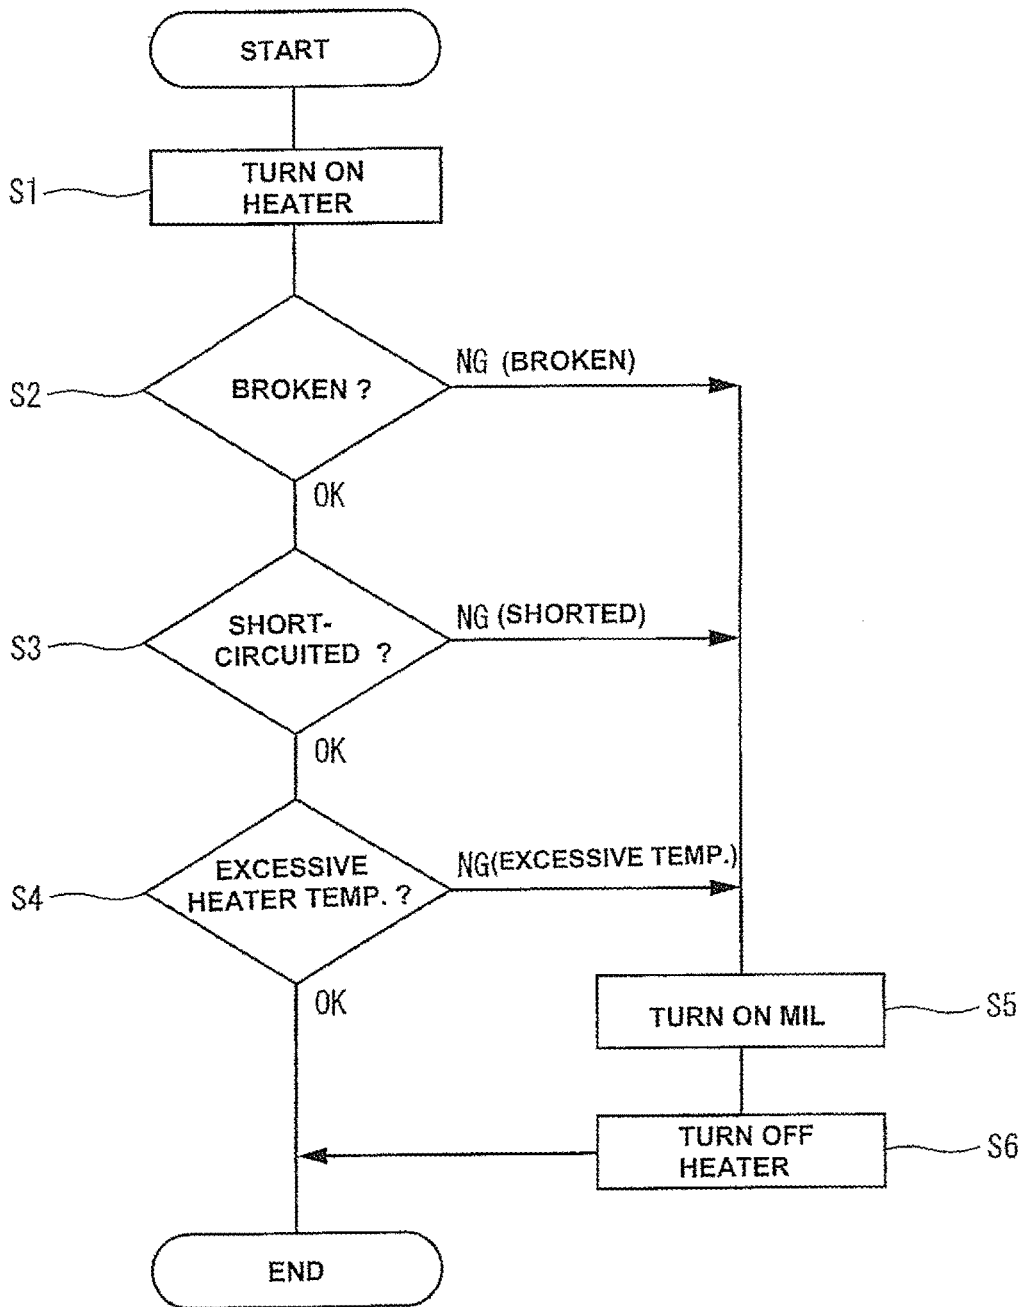 START
S1
TURN ON
HEATER
S2
BROKEN ?
NG (BROKEN)
OK
S3
SHORT-
CIRCUITED ?
NG (SHORTED)
OK
S4
EXCESSIVE
HEATER TEMP. ?
NG(EXCESSIVE TEMP.)
OK
TURN ON MIL
S5
TURN OFF
HEATER
S6
END